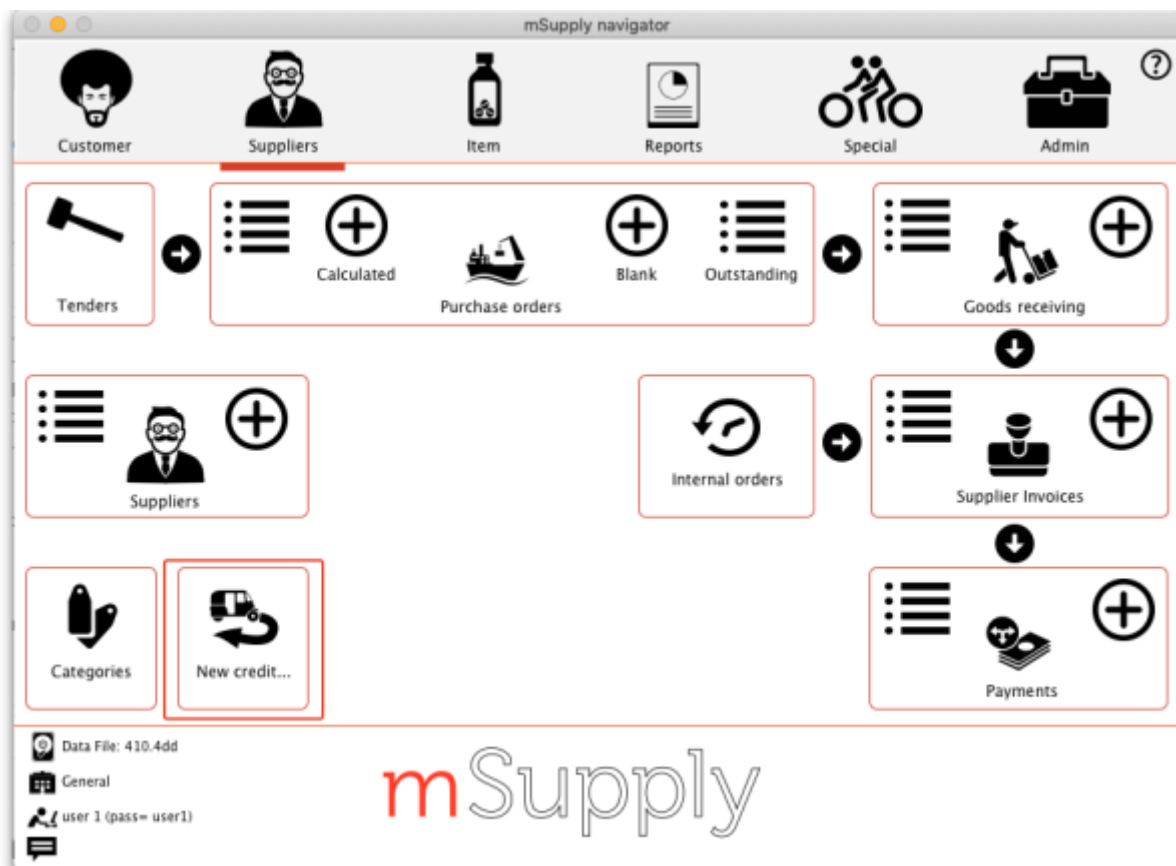 mSupply navigator
Customer
Suppliers
Item
Reports
Special
Admin
?
Tenders
Calculated
Blank
Outstanding
Purchase orders
Goods receiving
Suppliers
Internal orders
Supplier Invoices
Categories
New credit...
Payments
Data File: 410.4dd
General
user 1 (pass= user1)
mSupply